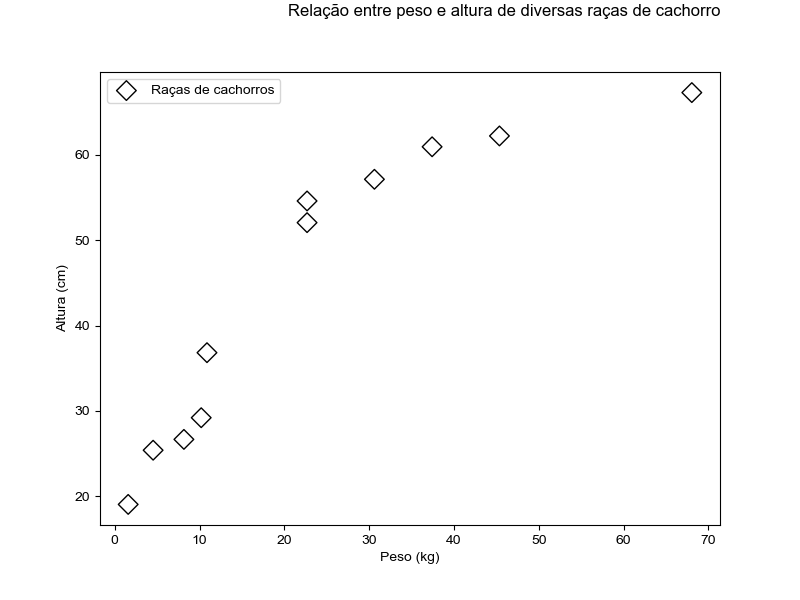 Relação entre peso e altura de diversas raças de cachorro
Raças de cachorros
60
50
40
30
20
Altura (cm)
0 10 20 30 40 50 60 70
Peso (kg)